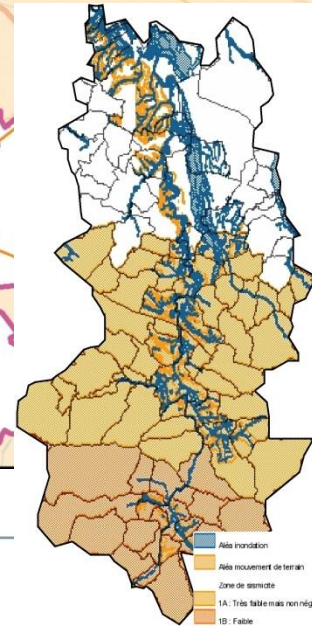 Aléa inondation
Aléa mouvement de terrain
Zone de sismicité
1A : Très faible mais non nég
1B : Faible